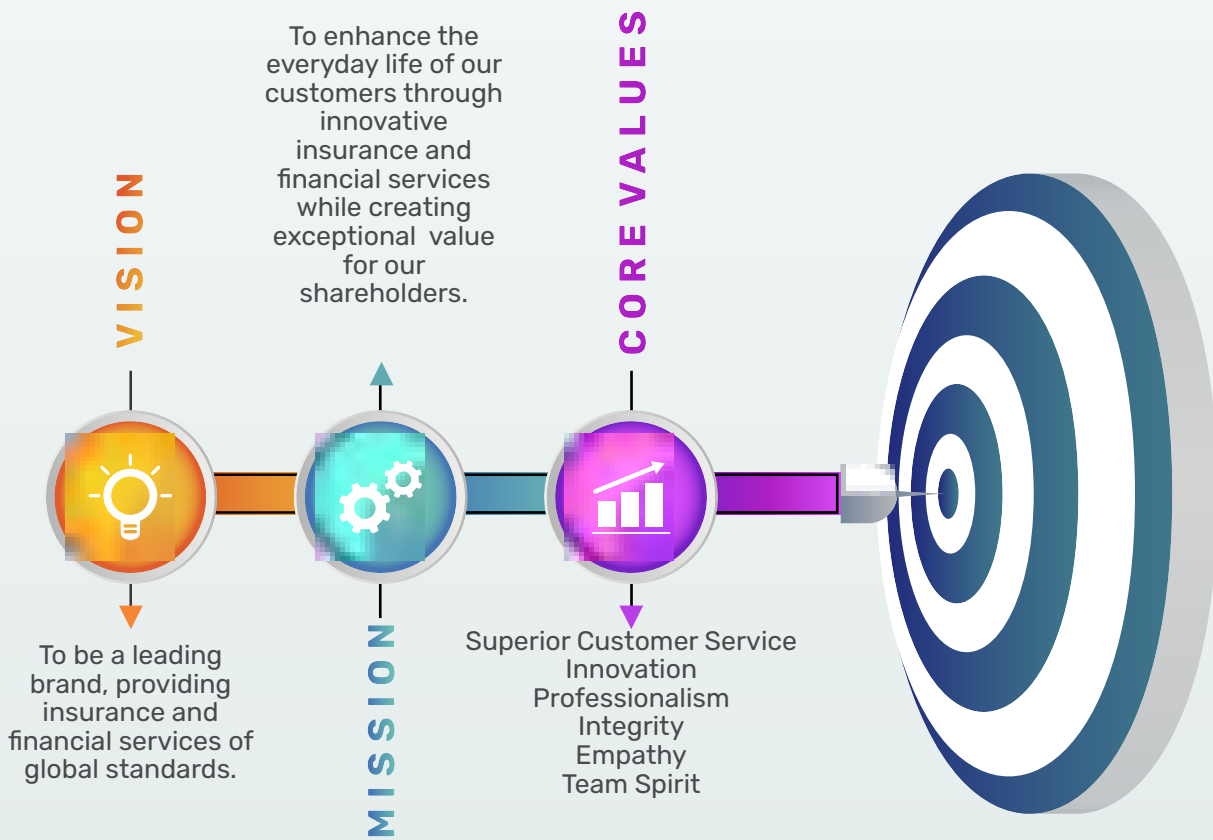 VISION
To be a leading
brand, providing
insurance and
financial services of
global standards.
MISSION
To enhance the
everyday life of our
customers through
innovative
insurance and
financial services
while creating
exceptional  value
for our
shareholders.
CORE VALUES
Superior Customer Service
Innovation
Professionalism
Integrity
Empathy
Team Spirit